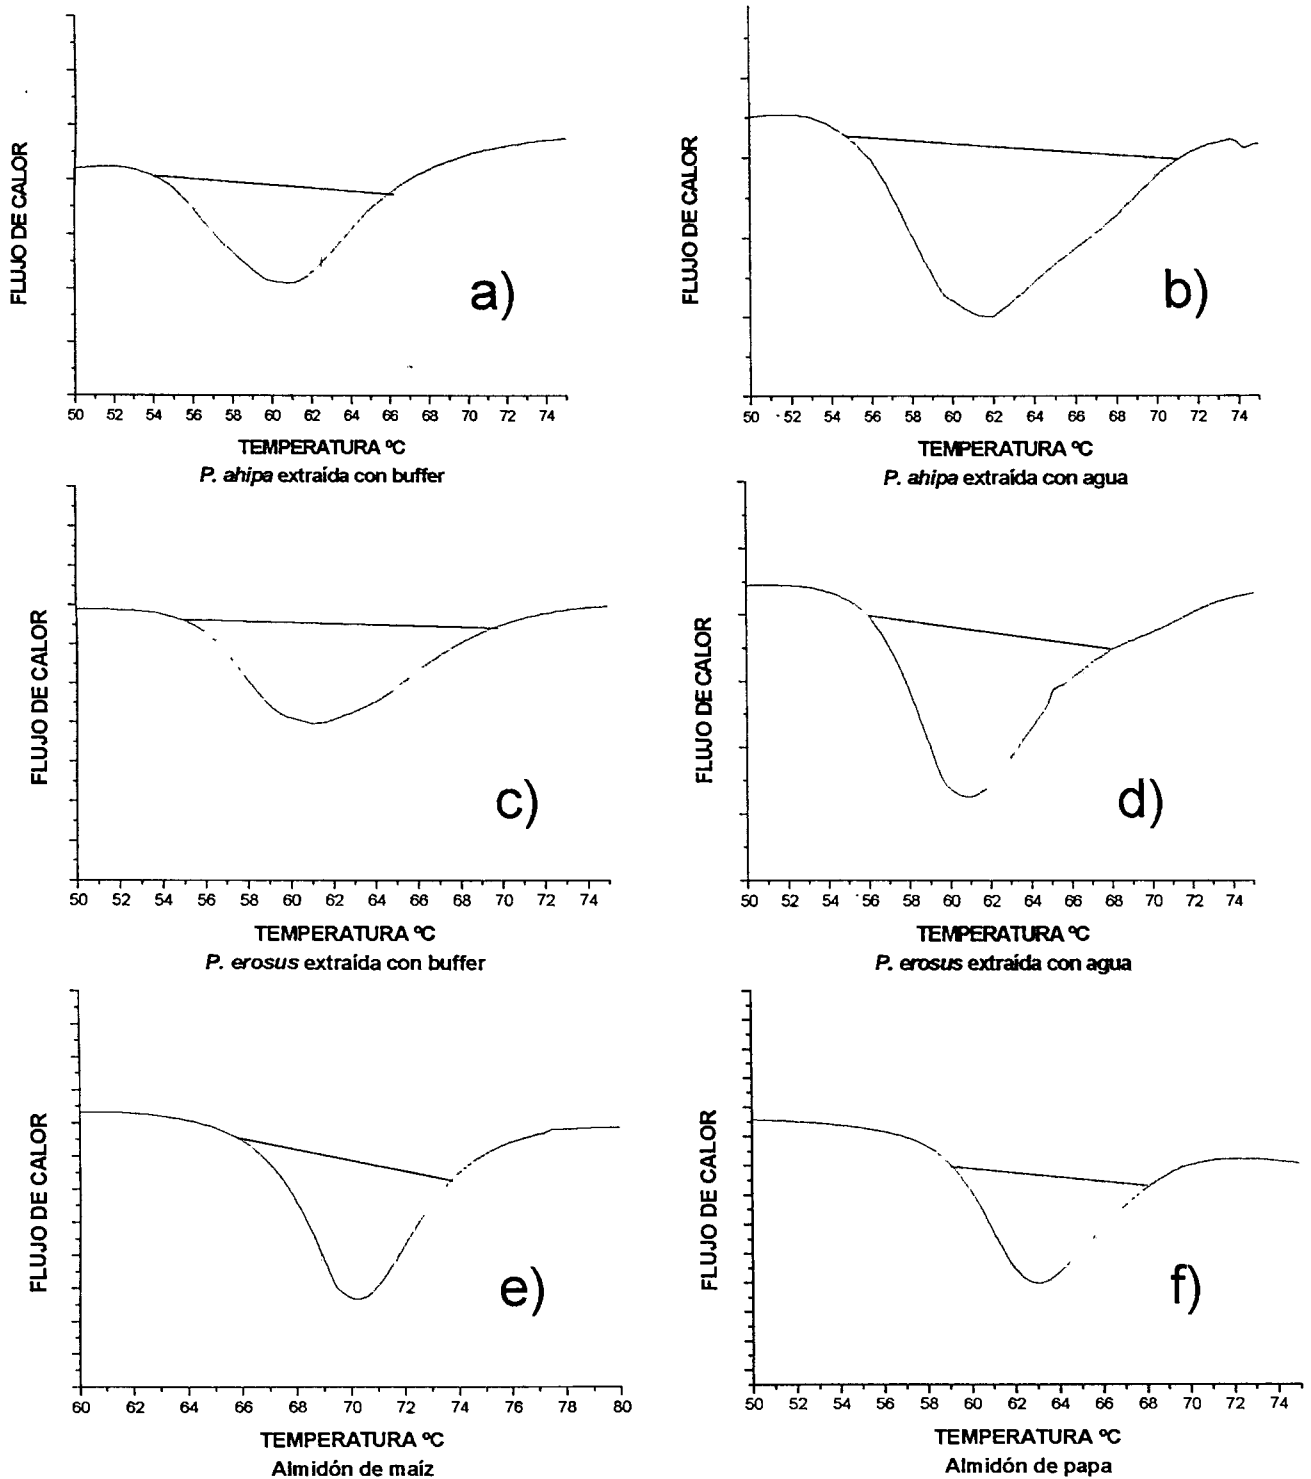 FLUJO DE CALOR
a)
50 52 54 56 58 60 62 64 66 68 70 72 74
TEMPERATURA ºC
P. ahipa extraída con buffer
FLUJO DE CALOR
b)
50 52 54 56 58 60 62 64 66 68 70 72 74
TEMPERATURA ºC
P. ahipa extraída con agua
FLUJO DE CALOR
c)
50 52 54 56 58 60 62 64 66 68 70 72 74
TEMPERATURA ºC
P. erosus extraída con buffer
FLUJO DE CALOR
d)
50 52 54 56 58 60 62 64 66 68 70 72 74
TEMPERATURA ºC
P. erosus extraída con agua
FLUJO DE CALOR
e)
60 62 64 66 68 70 72 74 76 78 80
TEMPERATURA ºC
Almidón de maíz
FLUJO DE CALOR
f)
50 52 54 56 58 60 62 64 66 68 70 72 74
TEMPERATURA ºC
Almidón de papa